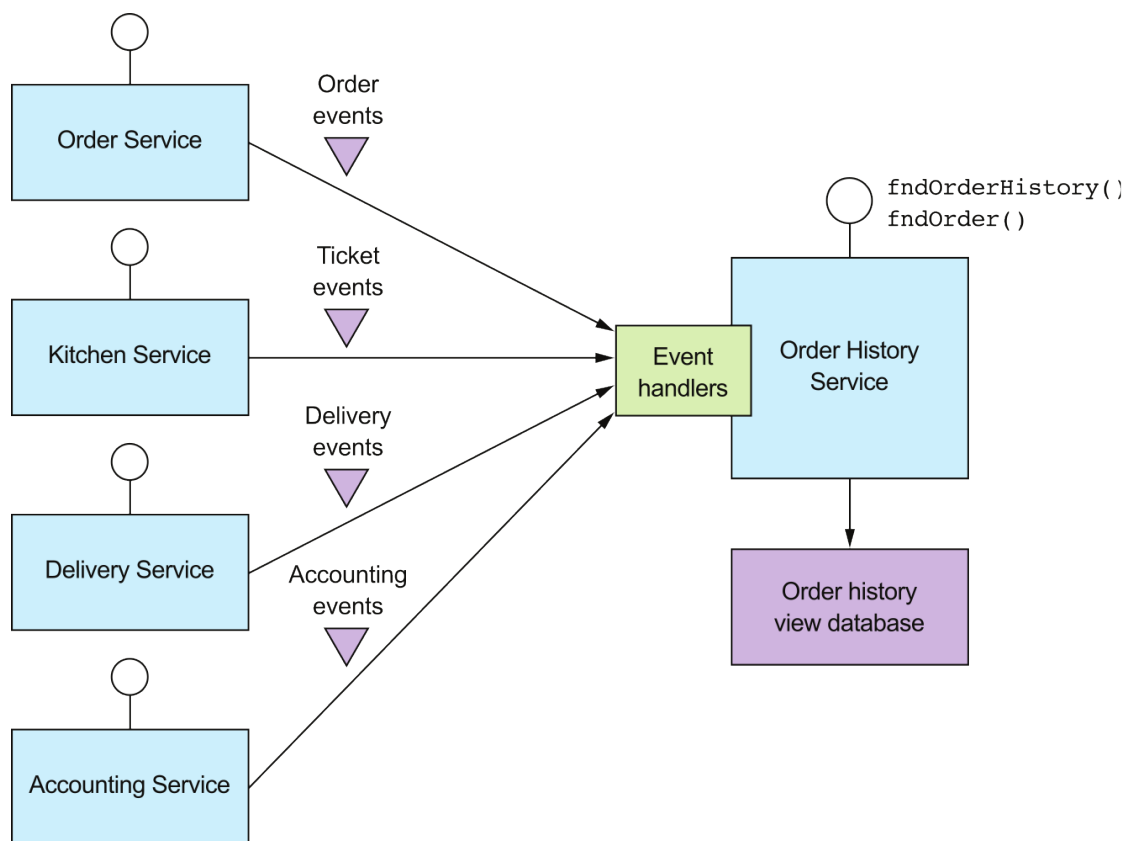 Order
events
Order Service
fndOrderHistory()
fndOrder()
Ticket
events
Kitchen Service
Event
handlers
Order History
Service
Delivery
events
Delivery Service
Accounting
events
Order history
view database
Accounting Service